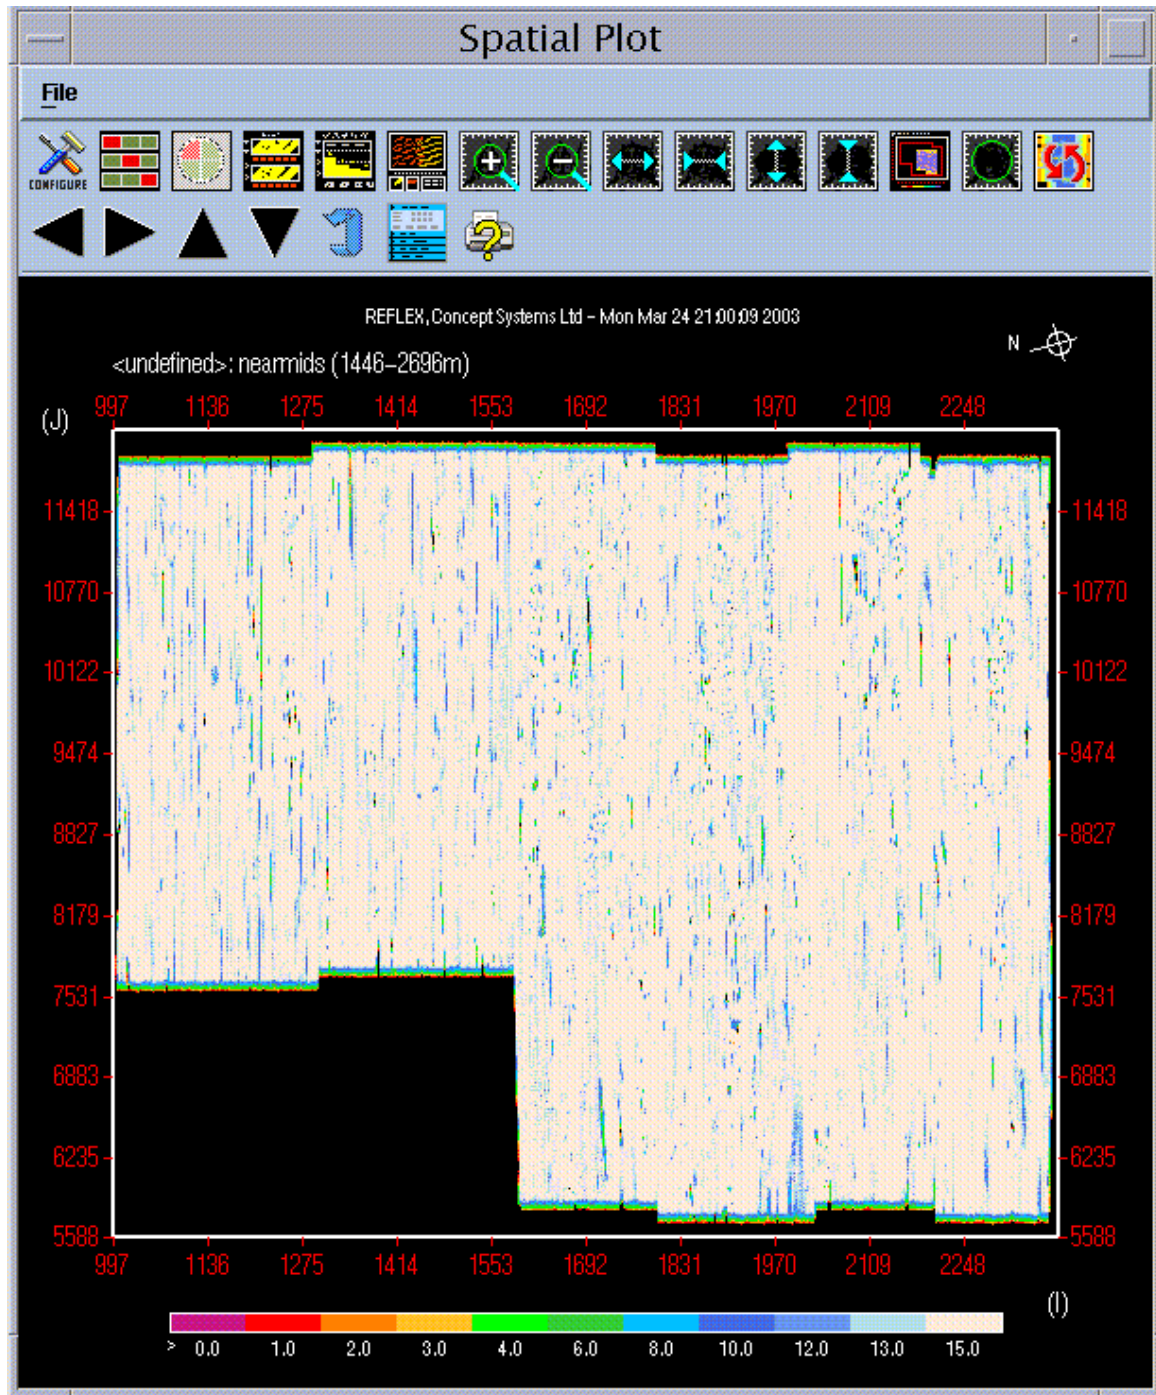 Spatial Plot
File
CONFIGURE
REFLEX, Concept Systems Ltd - Mon Mar 24 21:00:09 2003
N
<undefined>: nearmids (1446-2696m)
(J)
997 1136 1275 1414 1553 1692 1831 1970 2109 2248
11418 11418
10770 10770
10122 10122
9474 9474
8827 8827
8179 8179
7531 7531
6883 6883
6235 6235
5588 5588
997 1136 1275 1414 1553 1692 1831 1970 2109 2248
(I)
> 0.0 1.0 2.0 3.0 4.0 6.0 8.0 10.0 12.0 13.0 15.0